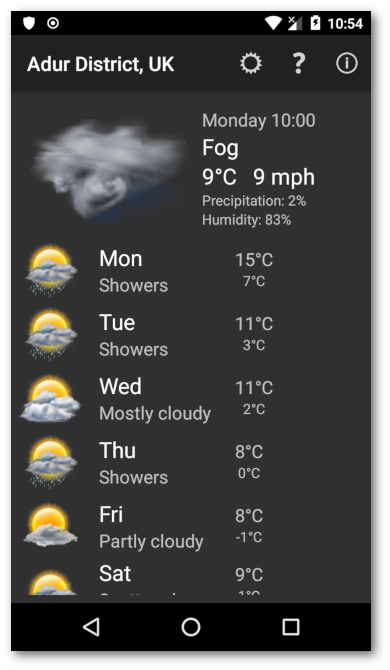 10:54
Adur District, UK
Monday 10:00
Fog
9°C 9 mph
Precipitation: 2%
Humidity: 83%
Mon 15°C
Showers 7°C
Tue 11°C
Showers 3°C
Wed 11°C
Mostly cloudy 2°C
Thu 8°C
Showers 0°C
Fri 8°C
Partly cloudy -1°C
Sat 9°C